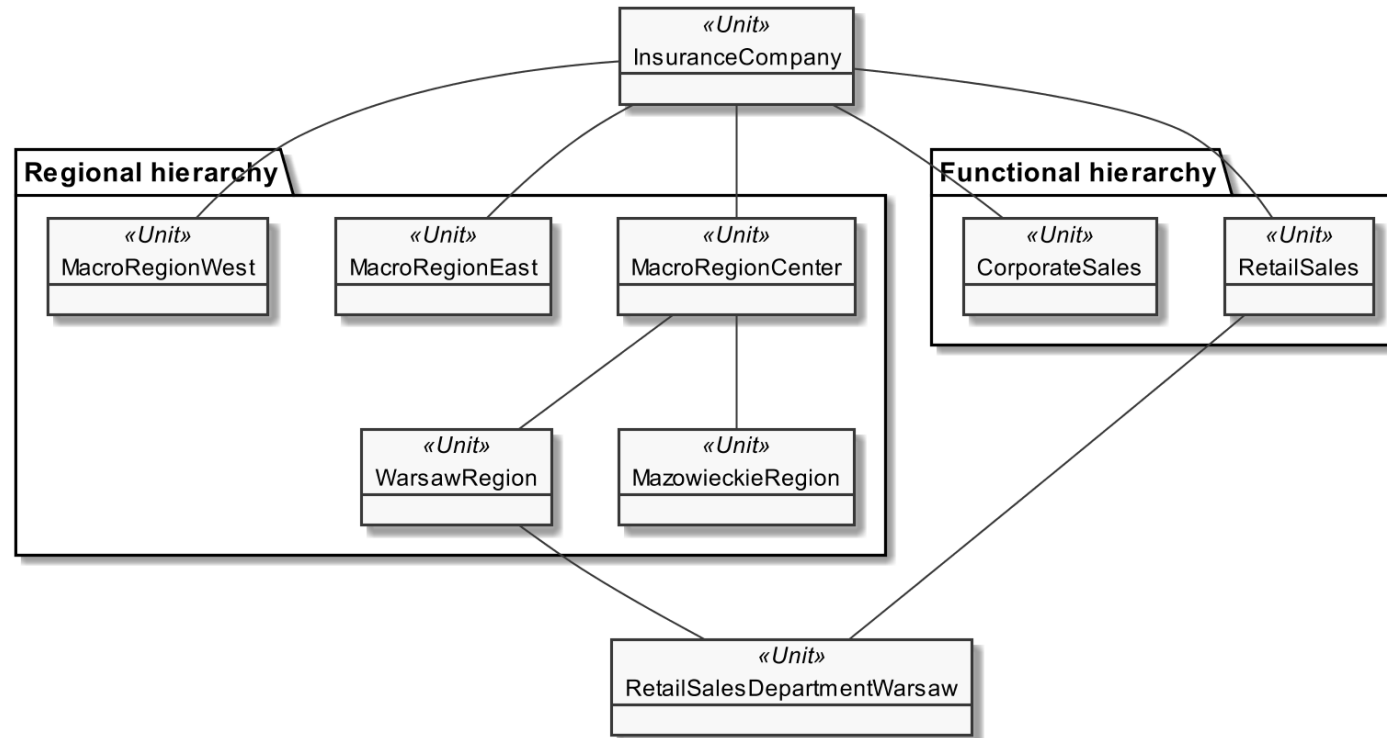 «Unit»
InsuranceCompany
Regional hierarchy
Functional hierarchy
«Unit»
MacroRegionWest
«Unit»
MacroRegionEast
«Unit»
MacroRegionCenter
«Unit»
CorporateSales
«Unit»
RetailSales
«Unit»
WarsawRegion
«Unit»
MazowieckieRegion
«Unit»
RetailSalesDepartmentWarsaw